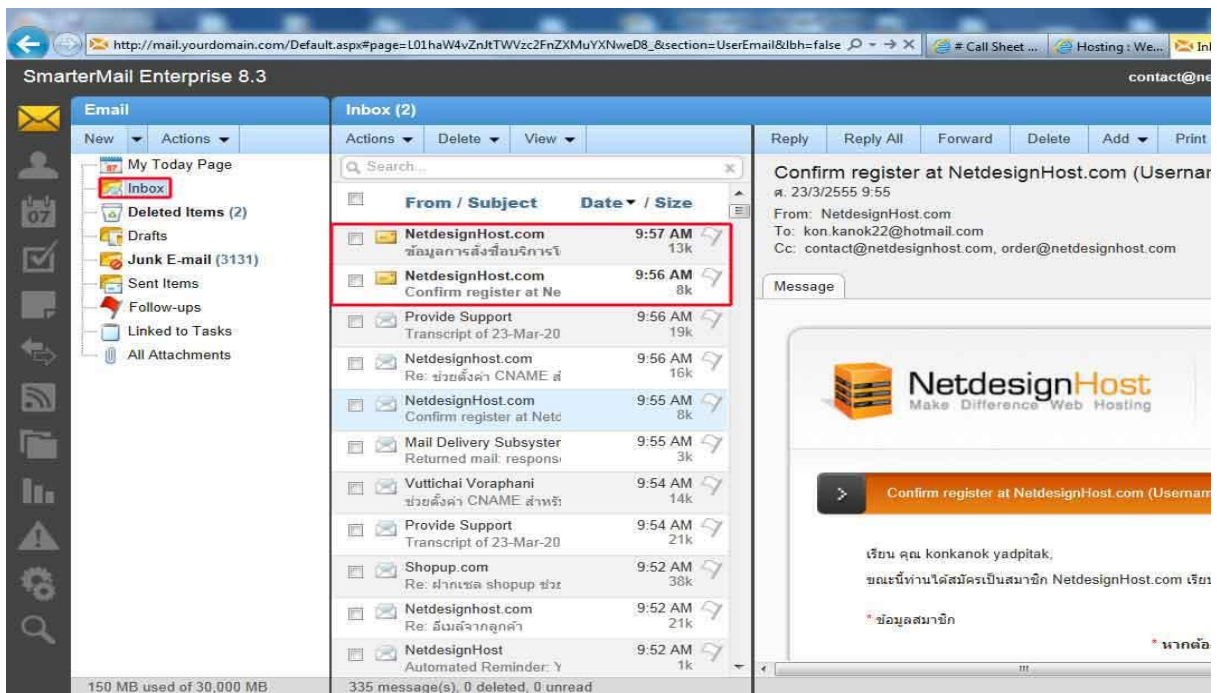 http://mail.yourdomain.com/Default.aspx#page=L01haW4vZnJtTWVzc2FnZXMuYXNweD8_&section=UserEmail&lbh=false
# Call Sheet ...
Hosting : We...
SmarterMail Enterprise 8.3
contact@ne
Email
New Actions
My Today Page
Inbox
Deleted Items (2)
Drafts
Junk E-mail (3131)
Sent Items
Follow-ups
Linked to Tasks
All Attachments
150 MB used of 30,000 MB
Inbox (2)
Actions Delete View
Search...
From / Subject Date / Size
NetdesignHost.com 9:57 AM
ข้อมูลการสั่งซื้อบริการโ 13k
NetdesignHost.com 9:56 AM
Confirm register at Ne 8k
Provide Support 9:56 AM
Transcript of 23-Mar-20 19k
Netdesignhost.com 9:56 AM
Re: ช่วยตั้งค่า CNAME สํ 16k
NetdesignHost.com 9:55 AM
Confirm register at Netd 8k
Mail Delivery Subsyster 9:55 AM
Returned mail: respons 3k
Vuttichai Voraphani 9:54 AM
ช่วยตั้งค่า CNAME สำหรั 14k
Provide Support 9:54 AM
Transcript of 23-Mar-20 21k
Shopup.com 9:52 AM
Re: ฝากเซล shopup ช่วย 38k
Netdesignhost.com 9:52 AM
Re: อีเมล์จากลูกค้า 21k
NetdesignHost 9:52 AM
Automated Reminder: Y 1k
335 message(s), 0 deleted, 0 unread
Reply Reply All Forward Delete Add Print
Confirm register at NetdesignHost.com (Usernar
ศ. 23/3/2555 9:55
From: NetdesignHost.com
To: kon.kanok22@hotmail.com
Cc: contact@netdesignhost.com, order@netdesignhost.com
Message
NetdesignHost
Make Difference Web Hosting
Confirm register at NetdesignHost.com (Usernam
เรียน คุณ konkanok yadpitak,
ขณะนี้ท่านได้สมัครเป็นสมาชิก NetdesignHost.com เรีย
* ข้อมูลสมาชิก
* หากต้อ